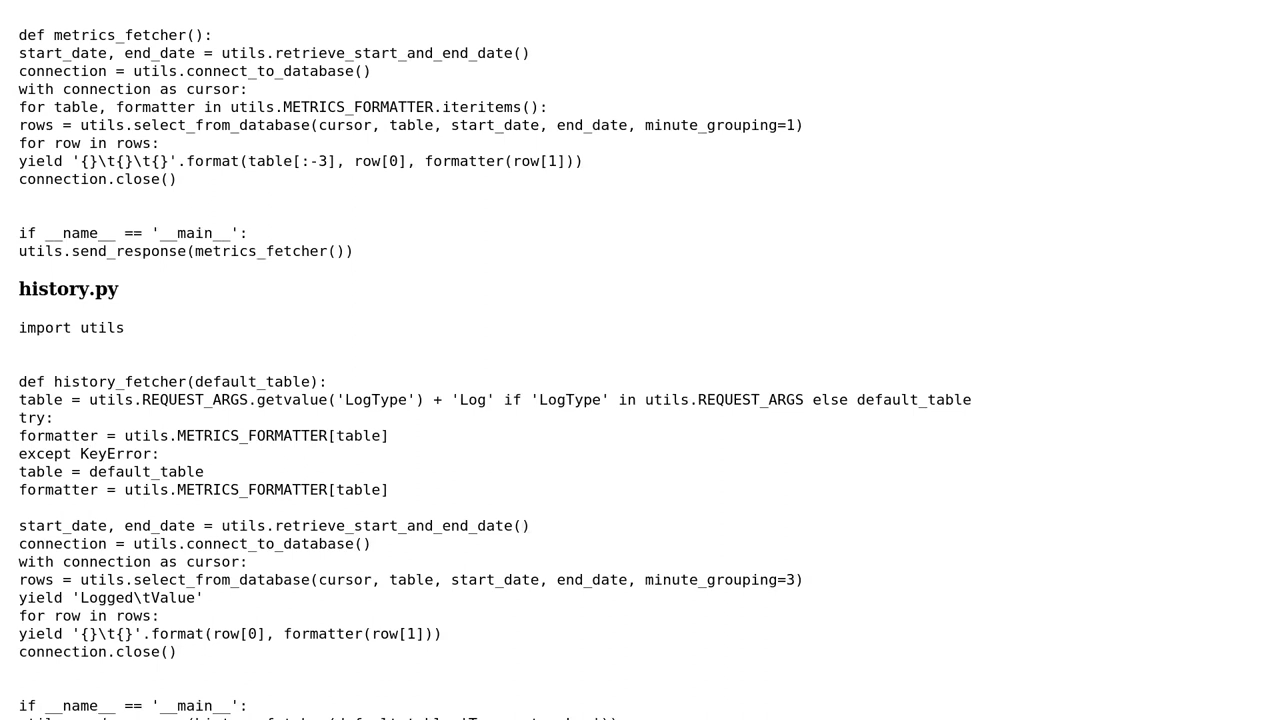 def metrics_fetcher():
start_date, end_date = utils.retrieve_start_and_end_date()
connection = utils.connect_to_database()
with connection as cursor:
for table, formatter in utils.METRICS_FORMATTER.iteritems():
rows = utils.select_from_database(cursor, table, start_date, end_date, minute_grouping=1)
for row in rows:
yield '{}\t{}\t{}'.format(table[:-3], row[0], formatter(row[1]))
connection.close()
if __name__ == '__main__':
utils.send_response(metrics_fetcher())
history.py
import utils
def history_fetcher(default_table):
table = utils.REQUEST_ARGS.getvalue('LogType') + 'Log' if 'LogType' in utils.REQUEST_ARGS else default_table
try:
formatter = utils.METRICS_FORMATTER[table]
except KeyError:
table = default_table
formatter = utils.METRICS_FORMATTER[table]
start_date, end_date = utils.retrieve_start_and_end_date()
connection = utils.connect_to_database()
with connection as cursor:
rows = utils.select_from_database(cursor, table, start_date, end_date, minute_grouping=3)
yield 'Logged\tValue'
for row in rows:
yield '{}\t{}'.format(row[0], formatter(row[1]))
connection.close()
if __name__ == '__main__':